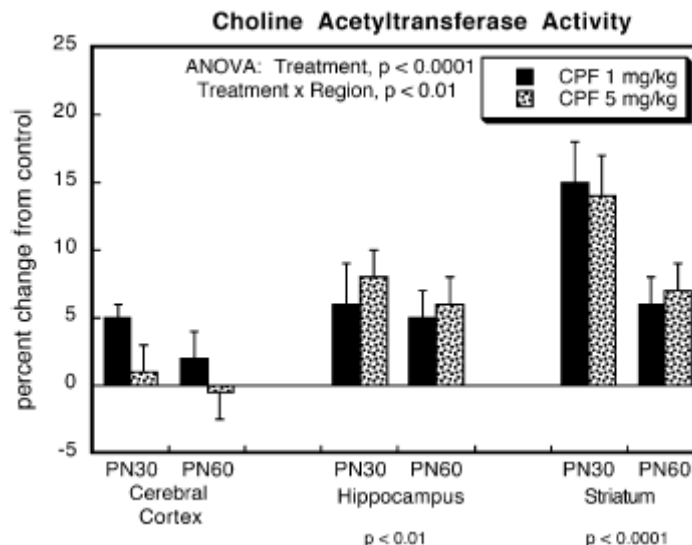 Choline Acetyltransferase Activity
25
20
15
10
5
0
-5
percent change from control
ANOVA: Treatment, p < 0.0001
Treatment x Region, p < 0.01
CPF 1 mg/kg
CPF 5 mg/kg
PN30 PN60 PN30 PN60 PN30 PN60
Cerebral Cortex
Hippocampus
Striatum
p < 0.01
p < 0.0001